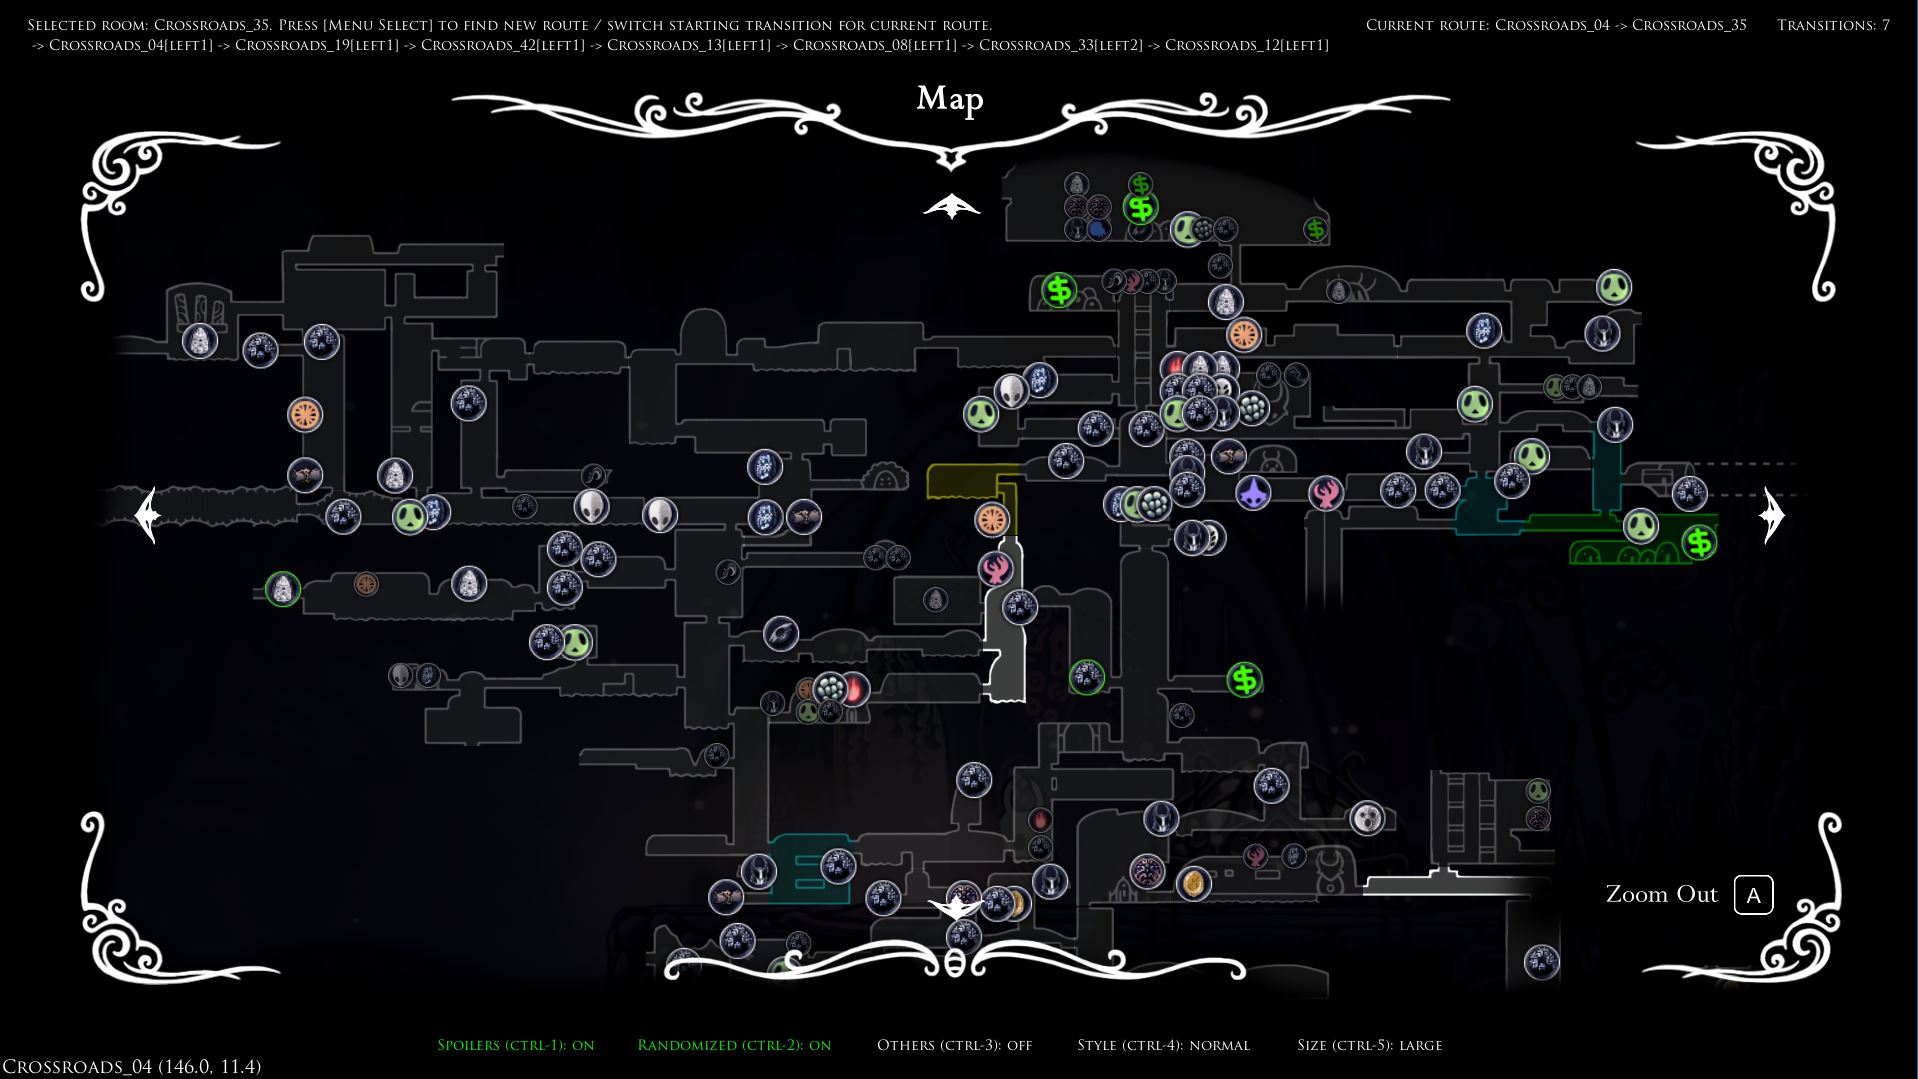 Selected room: Crossroads_35. Press [Menu Select] to find new route / switch starting transition for current route.
Current route: Crossroads_04 -> Crossroads_35 Transitions: 7
-> Crossroads_04[left1] -> Crossroads_19[left1] -> Crossroads_42[left1] -> Crossroads_13[left1] -> Crossroads_08[left1] -> Crossroads_33[left2] -> Crossroads_12[left1]
Map
Zoom Out A
Spoilers (ctrl-1): on Randomized (ctrl-2): on Others (ctrl-3): off Style (ctrl-4): normal Size (ctrl-5): large
Crossroads_04 (146.0, 11.4)